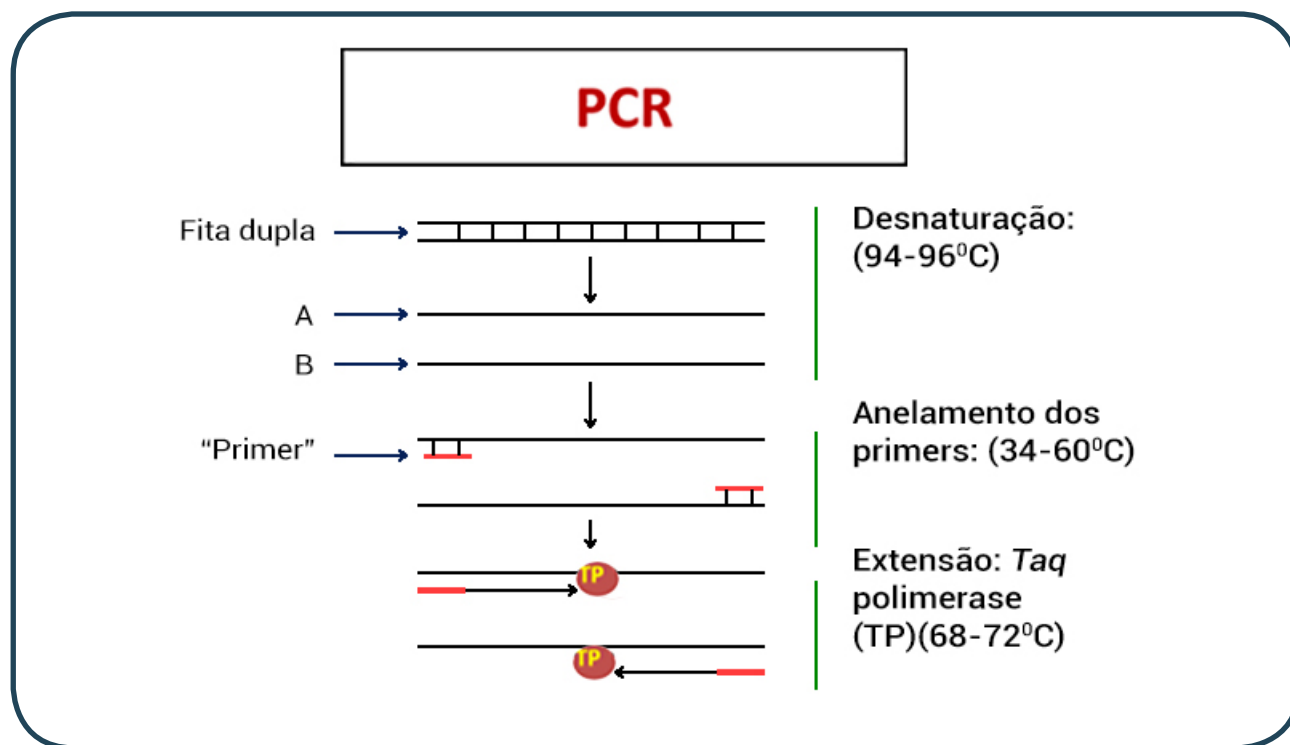 PCR
Fita dupla
Desnaturação:
(94-96⁰C)
A
B
“Primer”
Anelamento dos
primers: (34-60⁰C)
Extensão: Taq
polimerase
(TP)(68-72⁰C)
TP
TP